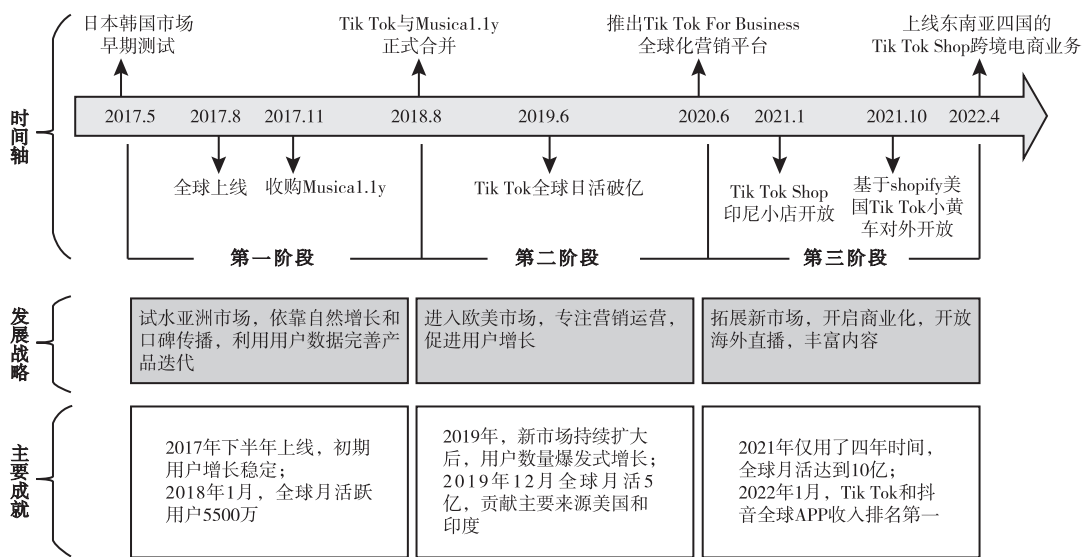 日本韩国市场
早期测试
Tik Tok与Musica1.1y
正式合并
推出Tik Tok For Business
全球化营销平台
上线东南亚四国的
Tik Tok Shop跨境电商业务
时间轴
2017.5
2017.8
2017.11
2018.8
2019.6
2020.6
2021.1
2021.10
2022.4
全球上线
收购Musica1.1y
Tik Tok全球日活破亿
Tik Tok Shop
印尼小店开放
基于shopify美
国Tik Tok小黄
车对外开放
第一阶段
第二阶段
第三阶段
发展战略
试水亚洲市场，依靠自然增长和
口碑传播，利用用户数据完善产
品迭代
进入欧美市场，专注营销运营，
促进用户增长
拓展新市场，开启商业化，开放
海外直播，丰富内容
主要成就
2017年下半年上线，初期
用户增长稳定；
2018年1月，全球月活跃
用户5500万
2019年，新市场持续扩大
后，用户数量爆发式增长；
2019年12月全球月活5
亿，贡献主要来源美国和
印度
2021年仅用了四年时间，
全球月活达到10亿；
2022年1月，Tik Tok和抖
音全球APP收入排名第一